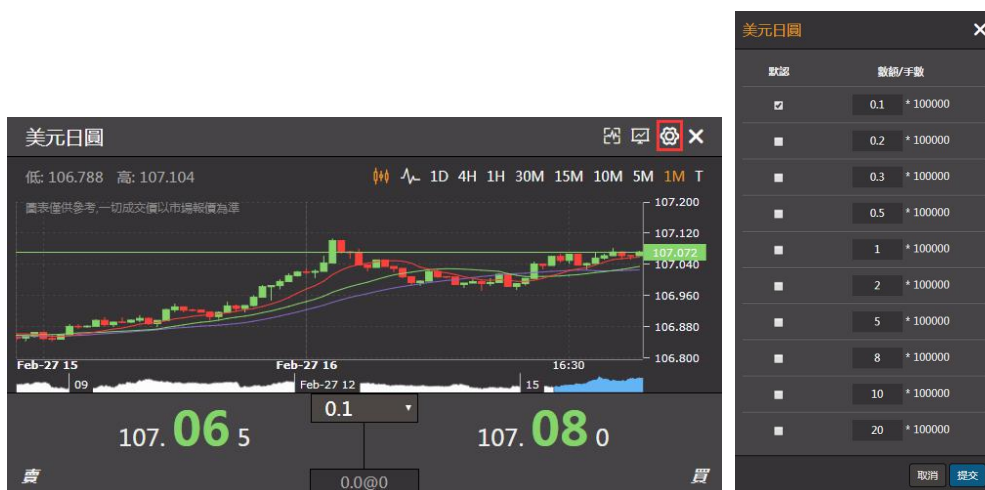 美元日圓
低: 106.788 高: 107.104
1D 4H 1H 30M 15M 10M 5M 1M T
圖表僅供參考,一切成交價以市場報價為準
107.200
107.120
107.072
107.040
106.960
106.880
106.800
Feb-27 15 Feb-27 16 16:30
09 Feb-27 12 15
0.1
107. 06 5 107. 08 0
賣 0.0@0 買
美元日圓
默認 數額/手數
0.1 * 100000
0.2 * 100000
0.3 * 100000
0.5 * 100000
1 * 100000
2 * 100000
5 * 100000
8 * 100000
10 * 100000
20 * 100000
取消 提交